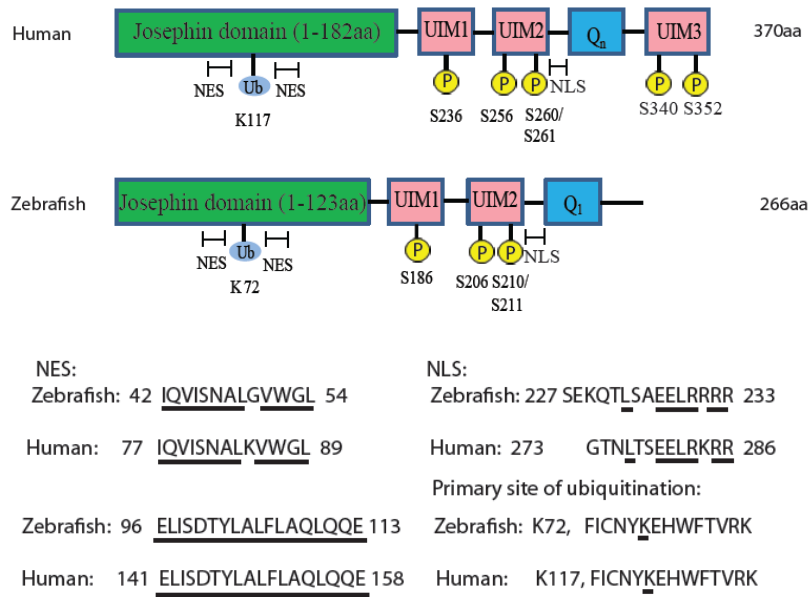 Human Josephin domain (1-182aa) UIM1 UIM2 Qn UIM3 370aa
P P P P P
NES Ub NES NLS
K117 S236 S256 S260/ S340 S352
S261
Zebrafish Josephin domain (1-123aa) UIM1 UIM2 Q1 266aa
P P P
NES Ub NES NLS
K72 S186 S206 S210/
S211
NES:
Zebrafish: 42 IQVISNALGVWGL 54
Human: 77 IQVISNALKVWGL 89
Zebrafish: 96 ELISDTYLALFLAQLQQE 113
Human: 141 ELISDTYLALFLAQLQQE 158
NLS:
Zebrafish: 227 SEKQTLSAEELRRRR 233
Human: 273 GTNLTSEELRKRR 286
Primary site of ubiquitination:
Zebrafish: K72, FICNYKEHWFTVRK
Human: K117, FICNYKEHWFTVRK